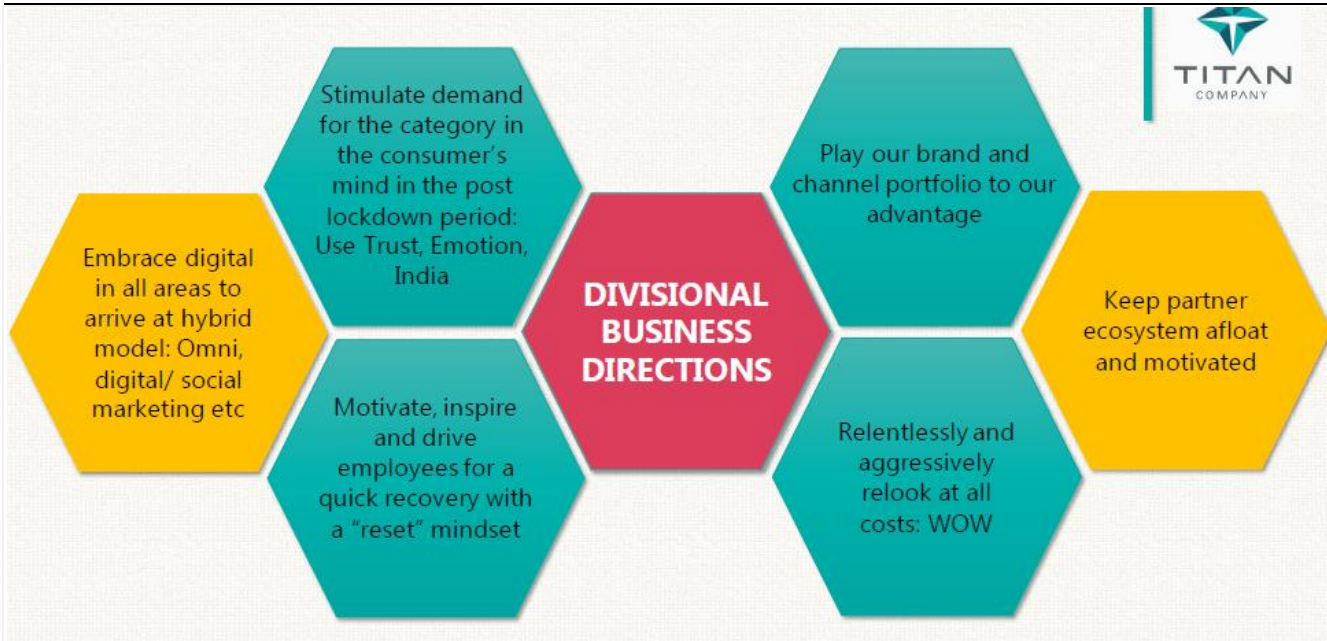 TITAN
COMPANY
Stimulate demand
for the category in
the consumer's
mind in the post
lockdown period:
Use Trust, Emotion,
India
Play our brand and
channel portfolio to our
advantage
Embrace digital
in all areas to
arrive at hybrid
model: Omni,
digital/ social
marketing etc
DIVISIONAL
BUSINESS
DIRECTIONS
Keep partner
ecosystem afloat
and motivated
Motivate, inspire
and drive
employees for a
quick recovery with
a “reset” mindset
Relentlessly and
aggressively
relook at all
costs: WOW